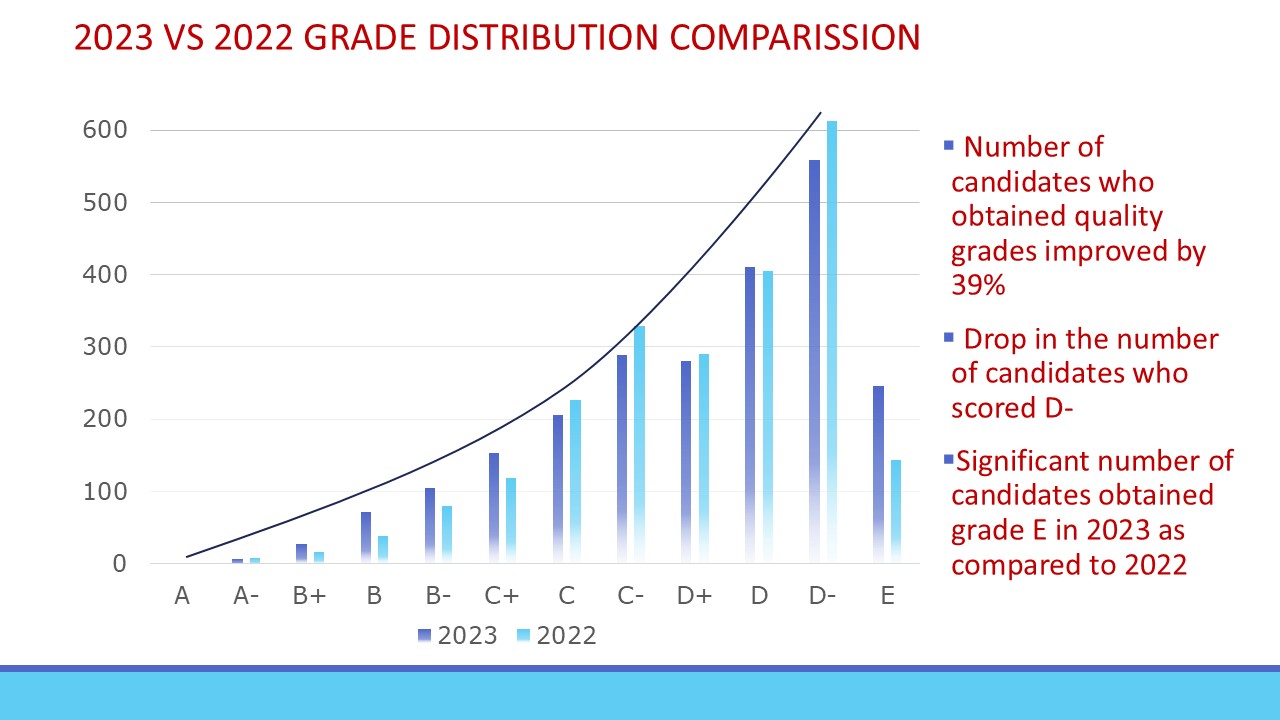 2023 VS 2022 GRADE DISTRIBUTION COMPARISSION
600
500
400
300
200
100
0
A A- B+ B B- C+ C C- D+ D D- E
2023 2022
▪ Number of
candidates who
obtained quality
grades improved by
39%
▪ Drop in the number
of candidates who
scored D-
▪Significant number of
candidates obtained
grade E in 2023 as
compared to 2022